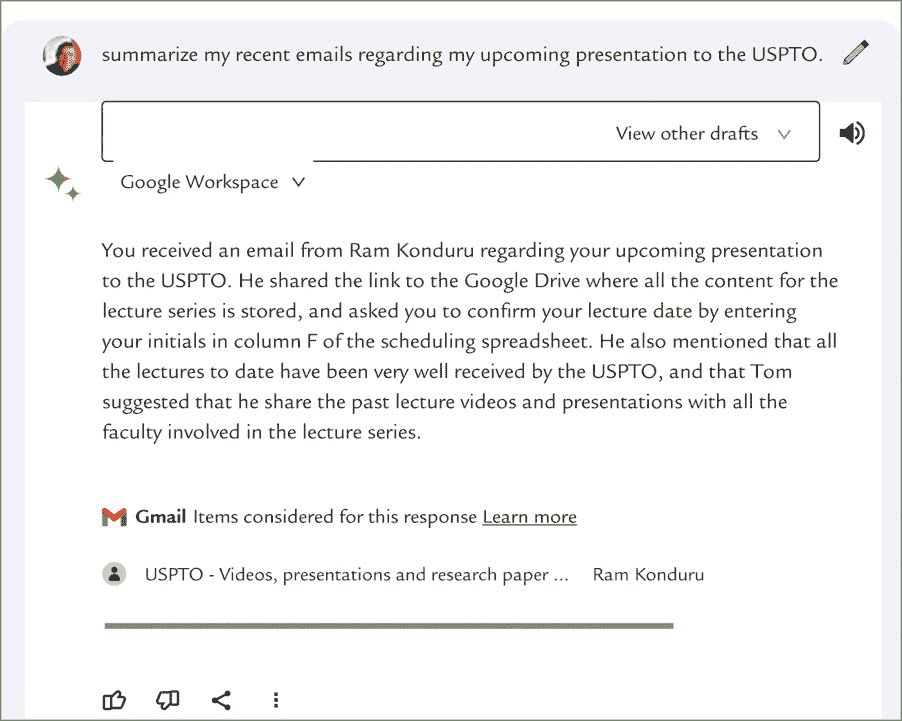 summarize my recent emails regarding my upcoming presentation to the USPTO.
View other drafts
Google Workspace
You received an email from Ram Konduru regarding your upcoming presentation
to the USPTO. He shared the link to the Google Drive where all the content for the
lecture series is stored, and asked you to confirm your lecture date by entering
your initials in column F of the scheduling spreadsheet. He also mentioned that all
the lectures to date have been very well received by the USPTO, and that Tom
suggested that he share the past lecture videos and presentations with all the
faculty involved in the lecture series.
Gmail Items considered for this response Learn more
USPTO - Videos, presentations and research paper ... Ram Konduru